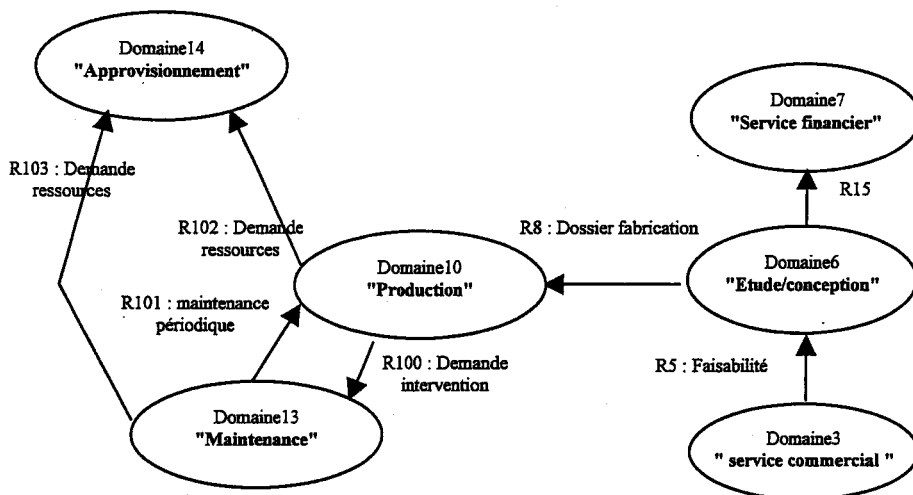 Domaine14
"Approvisionnement"
Domaine7
"Service financier"
R103 : Demande
ressources
R15
R102 : Demande
ressources
R8 : Dossier fabrication
Domaine10
"Production"
Domaine6
"Etude/conception"
R101 : maintenance
périodique
R100 : Demande
intervention
R5 : Faisabilité
Domaine13
"Maintenance"
Domaine3
" service commercial "